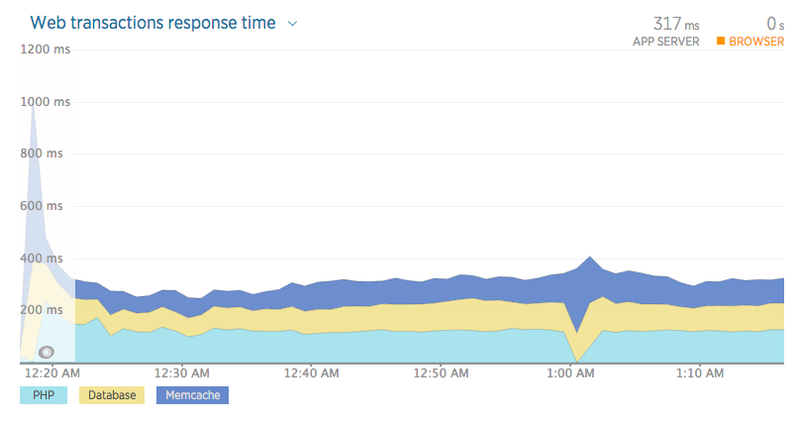 Web transactions response time
317 ms
APP SERVER
0 s
BROWSER
1200 ms
1000 ms
800 ms
600 ms
400 ms
200 ms
12:20 AM 12:30 AM 12:40 AM 12:50 AM 1:00 AM 1:10 AM
PHP Database Memcache